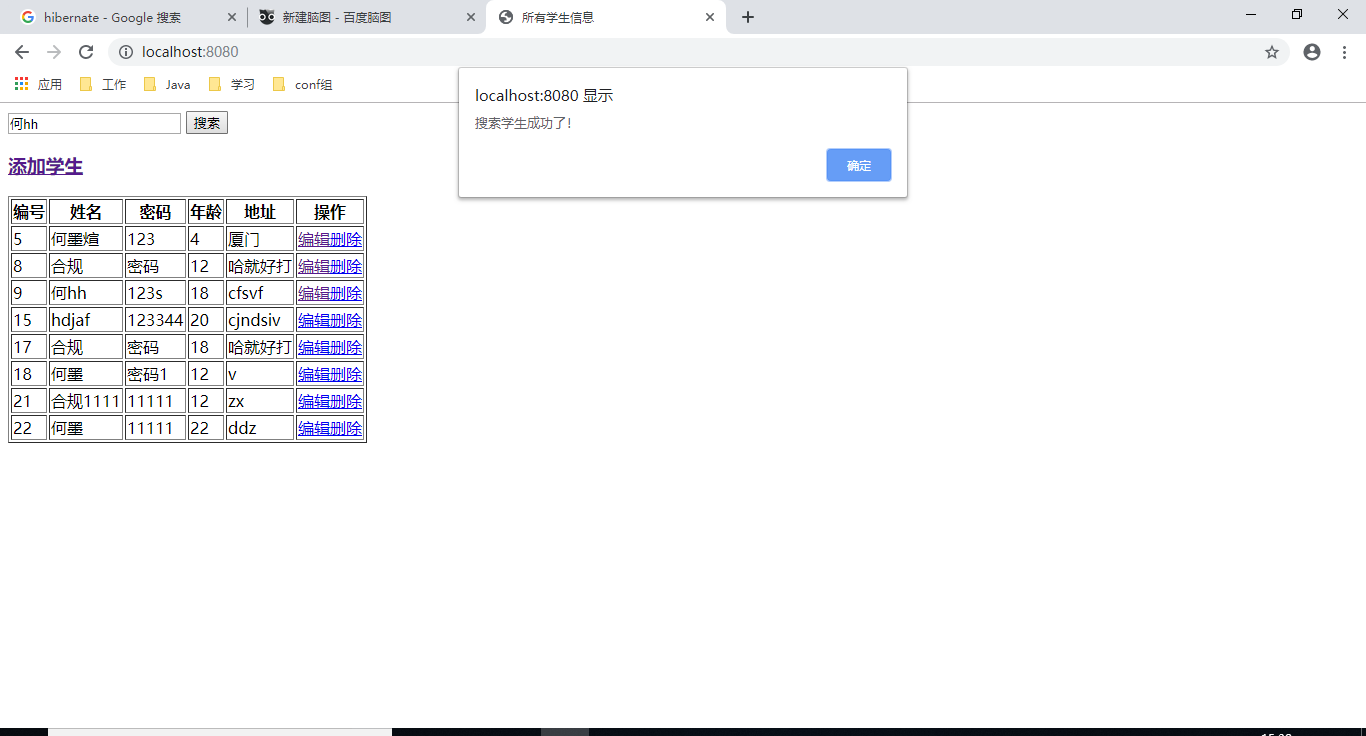 hibernate - Google 搜索
新建脑图 - 百度脑图
所有学生信息
localhost:8080
应用 工作 Java 学习 conf组
localhost:8080 显示
搜索学生成功了!
确定
何hh 搜索
添加学生
编号 姓名 密码 年龄 地址 操作
5 何墨煊 123 4 厦门 编辑删除
8 合规 密码 12 哈就好打 编辑删除
9 何hh 123s 18 cfsvf 编辑删除
15 hdjaf 123344 20 cjndsiv 编辑删除
17 合规 密码 18 哈就好打 编辑删除
18 何墨 密码1 12 v 编辑删除
21 合规1111 11111 12 zx 编辑删除
22 何墨 11111 22 ddz 编辑删除